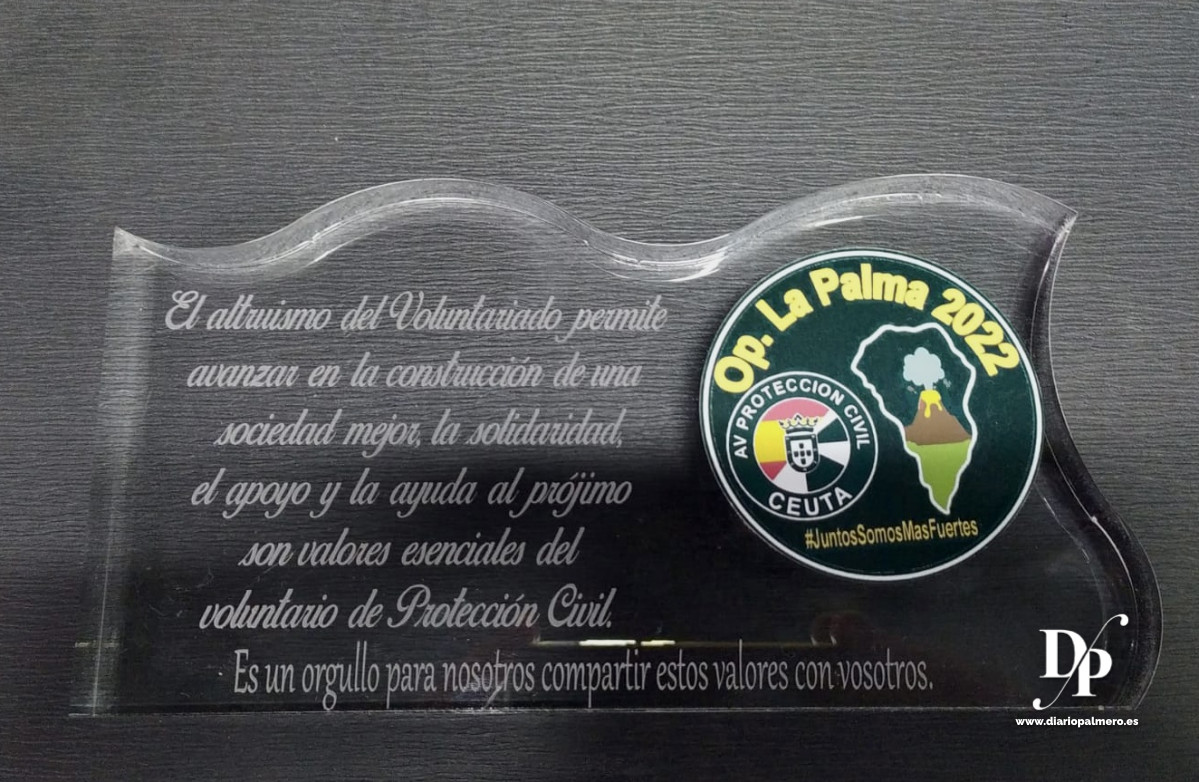 El altruismo del Voluntariado permite
avanzar en la construcción de una
sociedad mejor, la solidaridad,
el apoyo y la ayuda al prójimo
son valores esenciales del
voluntario de Protección Civil.
Es un orgullo para nosotros compartir estos valores con vosotros.
Op. La Palma 2022
AV PROTECCION CIVIL
CEUTA
#JuntosSomosMasFuertes
DP
www.diariopalmero.es